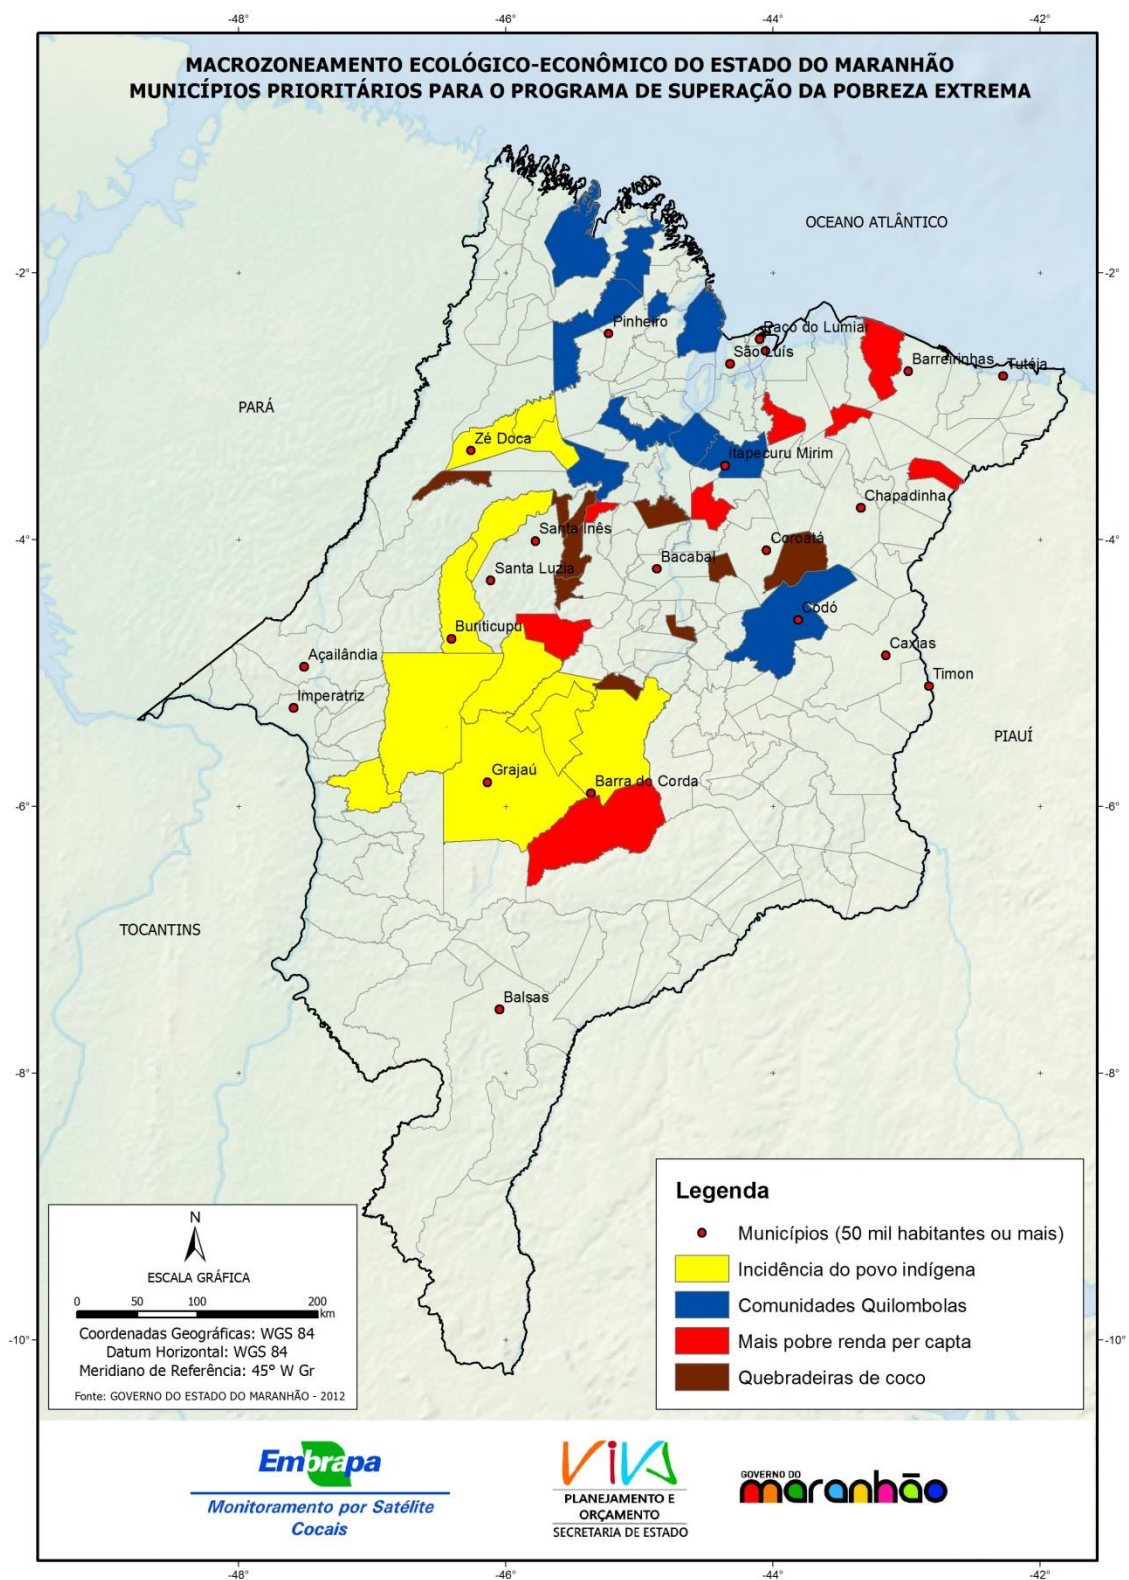 -48
-46
-44
-42
MACROZONEAMENTO ECOLÓGICO-ECONÔMICO DO ESTADO DO MARANHÃO
MUNICÍPIOS PRIORITÁRIOS PARA O PROGRAMA DE SUPERAÇÃO DA POBREZA EXTREMA
OCEANO ATLÂNTICO
-2°
-2°
Pinheiro
Paço do Lumiar
São Luís
Barreirinhas
Tutóia
PARÁ
Zé Doca
Itapecuru Mirim
Chapadinha
Santa Inês
-4°
-4°
Coroatá
Bacabal
Santa Luzia
Codó
Buriticupu
Açailândia
Caxias
Timon
Imperatriz
PIAUÍ
Grajaú
Barra do Corda
-6°
-6°
TOCANTINS
Balsas
-8°
-8°
Legenda
Municípios (50 mil habitantes ou mais)
Incidência do povo indígena
Comunidades Quilombolas
Mais pobre renda per capta
Quebradeiras de coco
N
ESCALA GRÁFICA
0 50 100 200
km
Coordenadas Geográficas: WGS 84
Datum Horizontal: WGS 84
Meridiano de Referência: 45° W Gr
Fonte: GOVERNO DO ESTADO DO MARANHÃO - 2012
-10°
-10°
Embrapa
Monitoramento por Satélite
Cocais
VIVA
PLANEJAMENTO E
ORÇAMENTO
SECRETARIA DE ESTADO
GOVERNO DO
maranhão
-48
-46
-44
-42